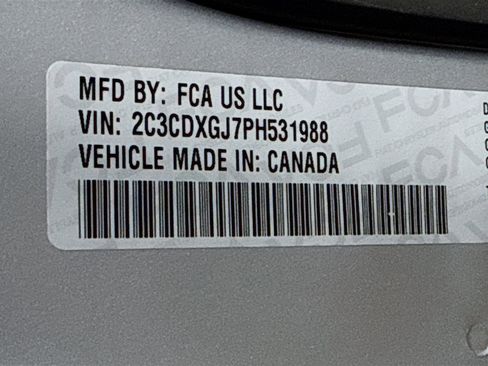 MFD BY: FCA US LLC
VIN: 2C3CDXGJ7PH531988
VEHICLE MADE IN: CANADA